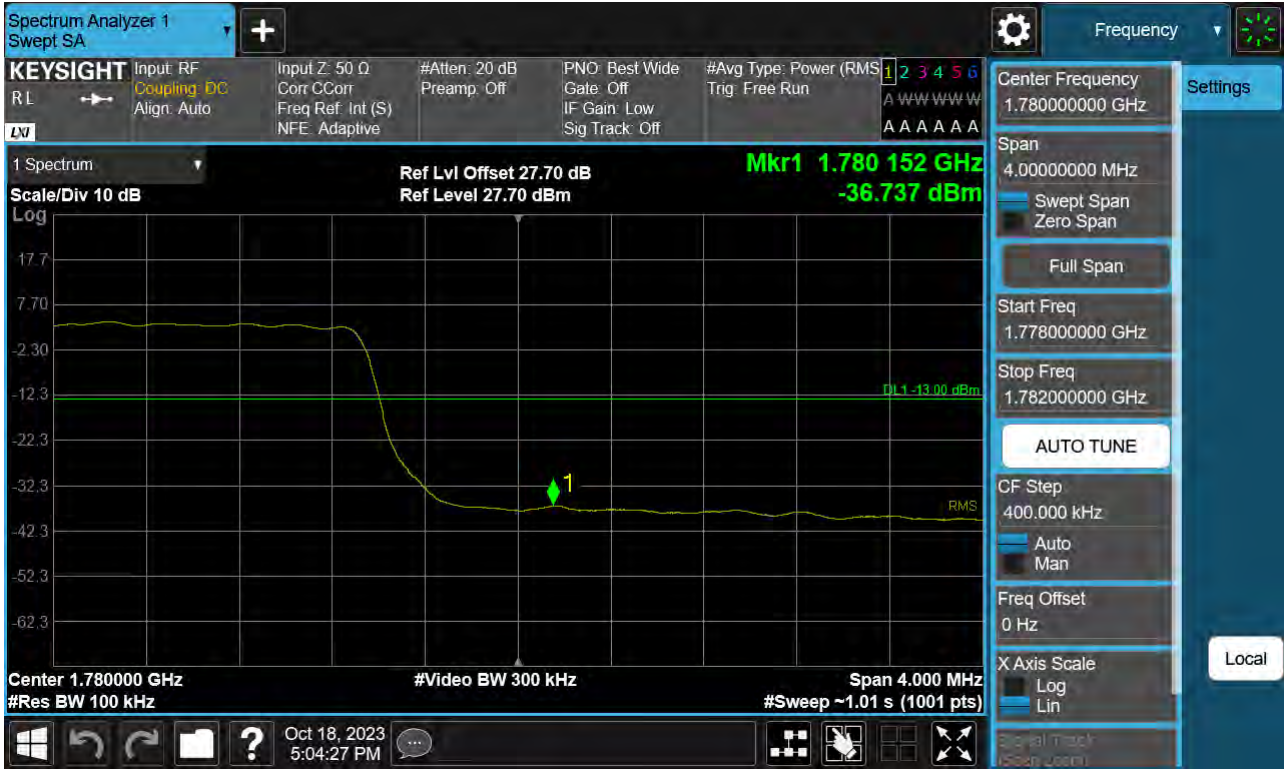 Spectrum Analyzer 1
Swept SA
+
Frequency
KEYSIGHT
RL
LXI
Input: RF
Coupling: DC
Align: Auto
Input Z: 50 Ω
Corr CCorr
Freq Ref: Int (S)
NFE: Adaptive
#Atten: 20 dB
Preamp: Off
PNO: Best Wide
Gate: Off
IF Gain: Low
Sig Track: Off
#Avg Type: Power (RMS
Trig: Free Run
1 2 3 4 5 6
A W W W W W
A A A A A A
1 Spectrum
Scale/Div 10 dB
Log
Ref Lvl Offset 27.70 dB
Ref Level 27.70 dBm
Mkr1 1.780 152 GHz
-36.737 dBm
17.7
7.70
-2.30
-12.3
-22.3
-32.3
-42.3
-52.3
-62.3
DL1 -13.00 dBm
1
RMS
Center 1.780000 GHz
#Res BW 100 kHz
#Video BW 300 kHz
Span 4.000 MHz
#Sweep ~1.01 s (1001 pts)
Center Frequency
1.780000000 GHz
Settings
Span
4.00000000 MHz
Swept Span
Zero Span
Full Span
Start Freq
1.778000000 GHz
Stop Freq
1.782000000 GHz
AUTO TUNE
CF Step
400.000 kHz
Auto
Man
Freq Offset
0 Hz
X Axis Scale
Log
Lin
Local
Signal Track
(Span Zoom)
?
Oct 18, 2023
5:04:27 PM